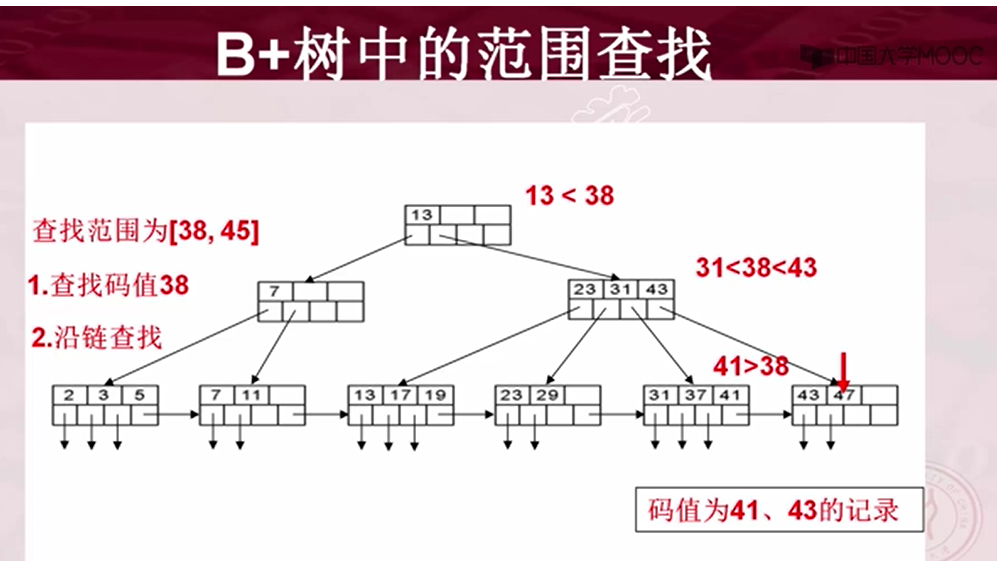 B+树中的范围查找
中国大学MOOC
13 < 38
13
查找范围为[38, 45]
31<38<43
1.查找码值38
7
23 31 43
2.沿链查找
41>38
2 3 5
7 11
13 17 19
23 29
31 37 41
43 47
码值为41、43的记录